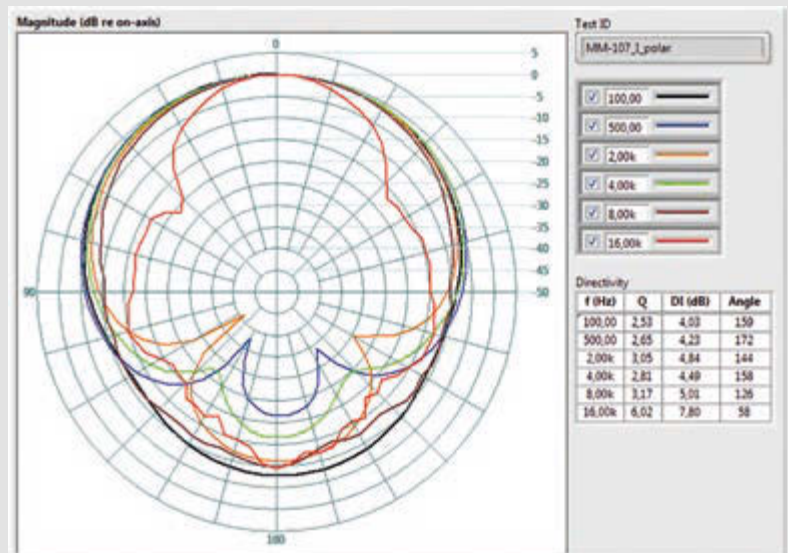 Magnitude (dB re on-axis)
0
5
0
-5
-10
-15
-20
-25
-30
-35
-40
-45
-50
90
90
180
Test ID
MM-107_1_polar
100,00
500,00
2,00k
4,00k
8,00k
16,00k
Directivity
f (Hz) Q DI (dB) Angle
100,00 2,53 4,03 159
500,00 2,65 4,23 172
2,00k 3,05 4,84 144
4,00k 2,81 4,49 158
8,00k 3,17 5,01 126
16,00k 6,02 7,80 58